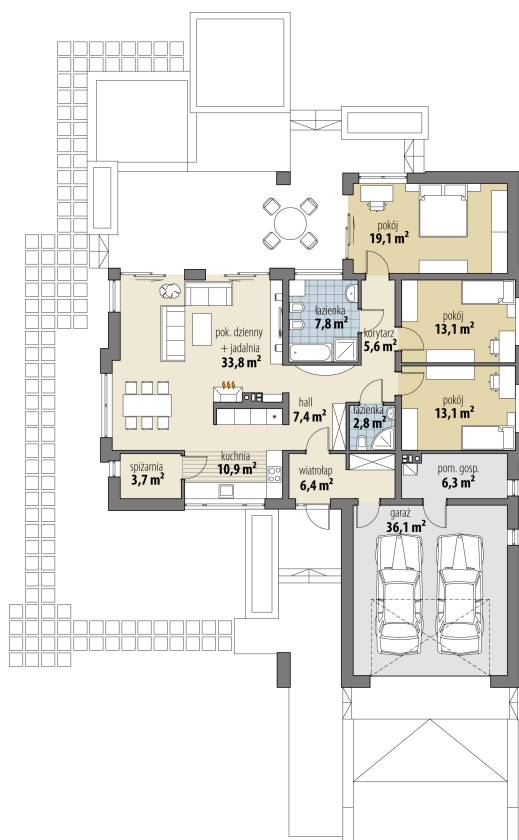 pokój
19,1 m²
łazienka
7,8 m²
korytarz
5,6 m²
pokój
13,1 m²
pok. dzienny
+ jadalnia
33,8 m²
pokój
13,1 m²
hall
7,4 m²
łazienka
2,8 m²
kuchnia
10,9 m²
spiżarnia
3,7 m²
wiatrołap
6,4 m²
pom. gosp.
6,3 m²
garaż
36,1 m²